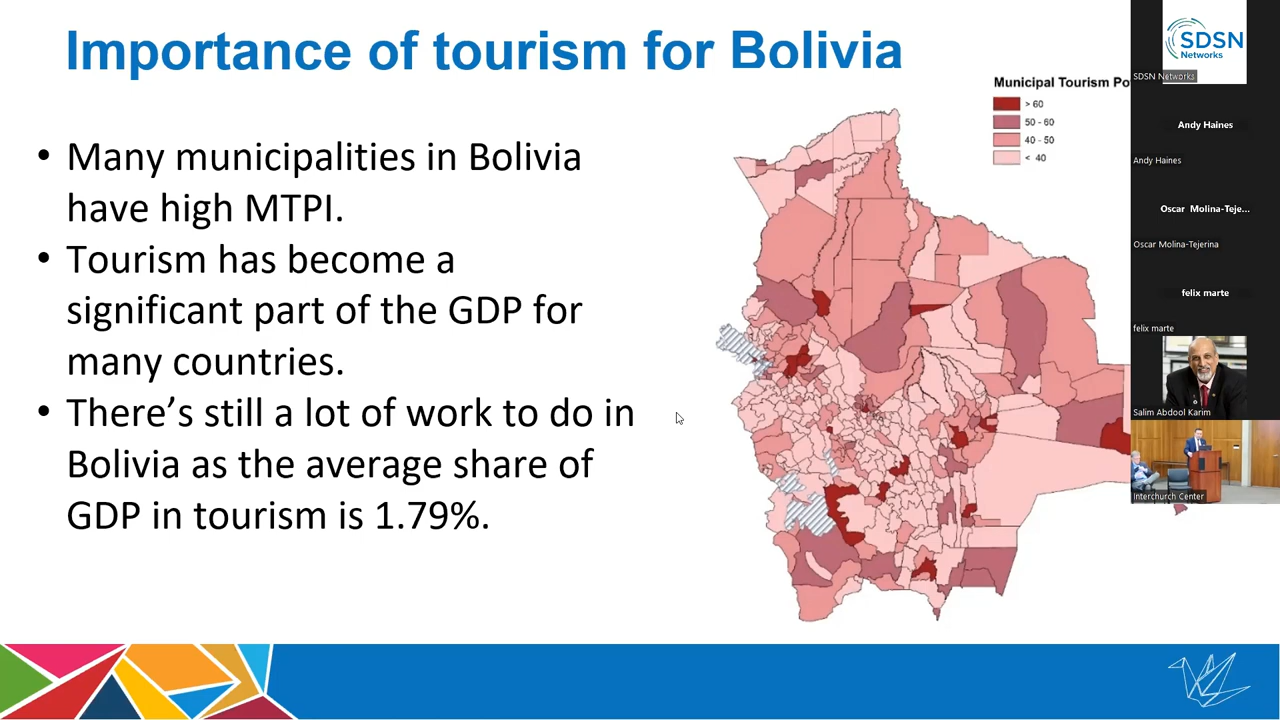 Importance of tourism for Bolivia
• Many municipalities in Bolivia
have high MTPI.
• Tourism has become a
significant part of the GDP for
many countries.
• There’s still a lot of work to do in
Bolivia as the average share of
GDP in tourism is 1.79%.
Municipal Tourism Po
> 60
50 - 60
40 - 50
< 40
SDSN
Networks
SDSN Networks
Andy Haines
Andy Haines
Oscar Molina-Teje...
Oscar Molina-Tejerina
felix marte
felix marte
Salim Abdool Karim
Interchurch Center